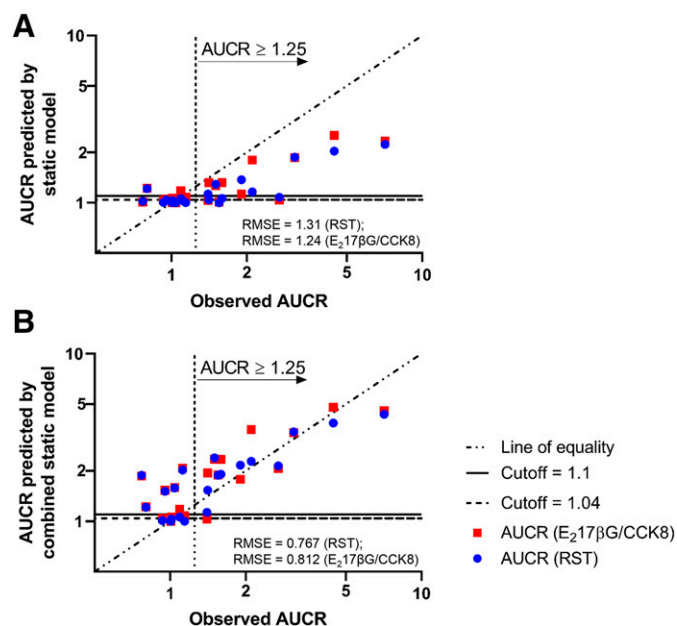 A
AUCR ≥ 1.25
10
5
2
1
AUCR predicted by
static model
RMSE = 1.31 (RST);
RMSE = 1.24 (E₂17βG/CCK8)
1
2
5
10
Observed AUCR
B
AUCR ≥ 1.25
10
5
2
1
AUCR predicted by
combined static model
RMSE = 0.767 (RST);
RMSE = 0.812 (E₂17βG/CCK8)
1
2
5
10
Observed AUCR
Line of equality
Cutoff = 1.1
Cutoff = 1.04
AUCR (E₂17βG/CCK8)
AUCR (RST)